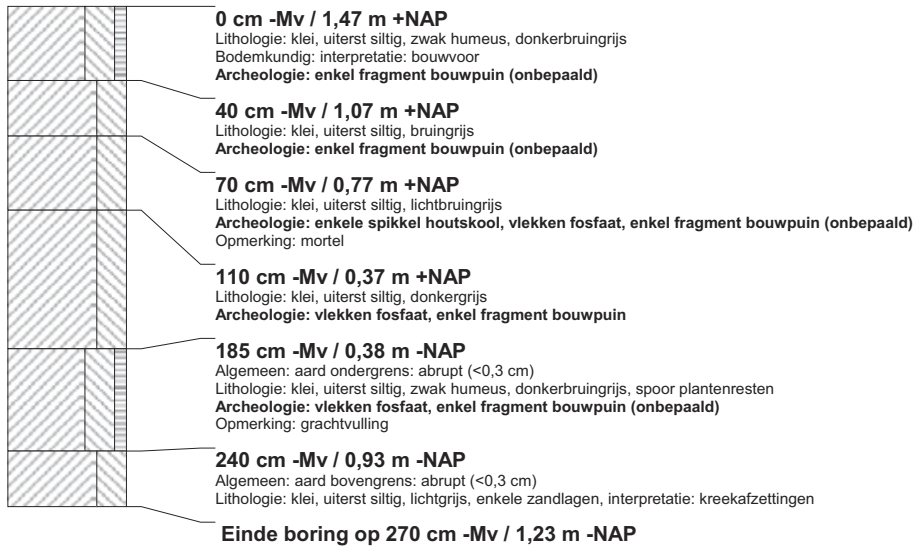 0 cm -Mv / 1,47 m +NAP
Lithologie: klei, uiterst siltig, zwak humeus, donkerbruingrijs
Bodemkundig: interpretatie: bouwvoor
Archeologie: enkel fragment bouwpuin (onbepaald)
40 cm -Mv / 1,07 m +NAP
Lithologie: klei, uiterst siltig, bruingrijs
Archeologie: enkel fragment bouwpuin (onbepaald)
70 cm -Mv / 0,77 m +NAP
Lithologie: klei, uiterst siltig, lichtbruingrijs
Archeologie: enkele spikkel houtskool, vlekken fosfaat, enkel fragment bouwpuin (onbepaald)
Opmerking: mortel
110 cm -Mv / 0,37 m +NAP
Lithologie: klei, uiterst siltig, donkergrijs
Archeologie: vlekken fosfaat, enkel fragment bouwpuin
185 cm -Mv / 0,38 m -NAP
Algemeen: aard ondergrens: abrupt (<0,3 cm)
Lithologie: klei, uiterst siltig, zwak humeus, donkerbruingrijs, spoor plantenresten
Archeologie: vlekken fosfaat, enkel fragment bouwpuin (onbepaald)
Opmerking: grachtvulling
240 cm -Mv / 0,93 m -NAP
Algemeen: aard bovengrens: abrupt (<0,3 cm)
Lithologie: klei, uiterst siltig, lichtgrijs, enkele zandlagen, interpretatie: kreekafzettingen
Einde boring op 270 cm -Mv / 1,23 m -NAP